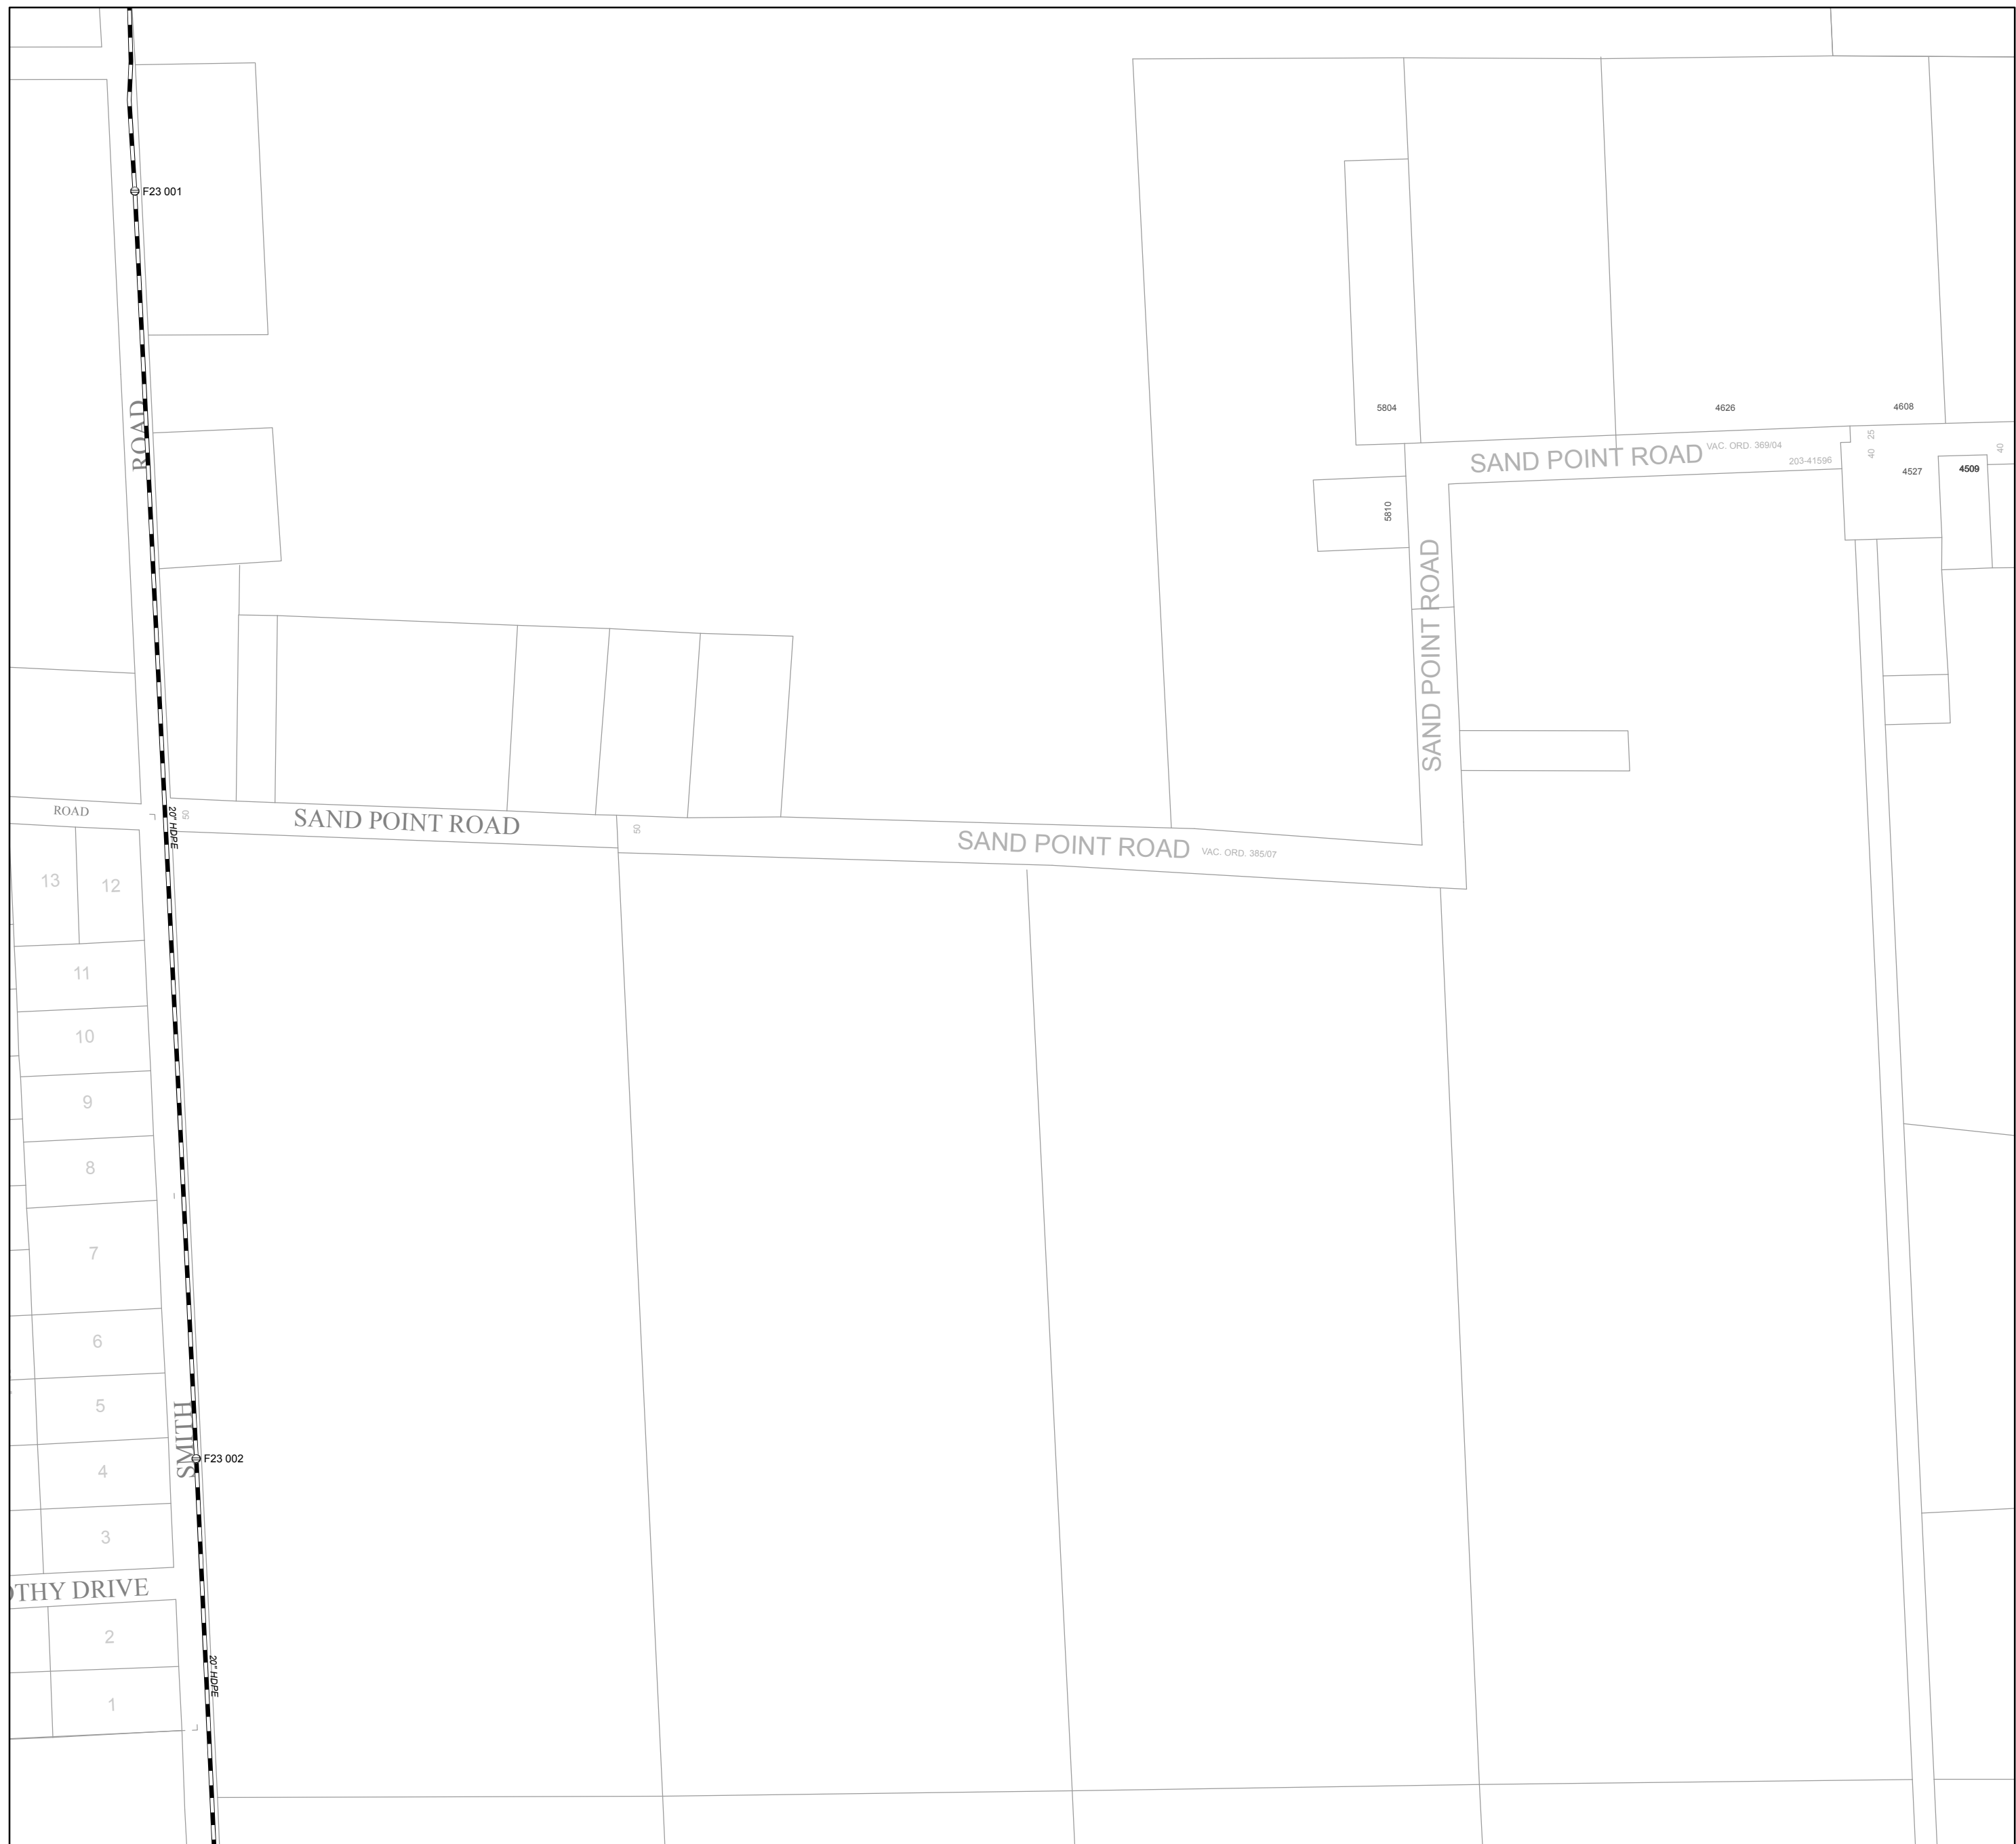 F23 001
ROAD
5804
4626
4608
SAND POINT ROAD
VAC. ORD. 369/04
203-41596
25
40
40
4527
4509
5810
SAND POINT ROAD
ROAD
20" HDPE
50
SAND POINT ROAD
50
SAND POINT ROAD
VAC. ORD. 385/07
13
12
11
10
9
8
7
6
5
SMITH
F23 002
4
3
OTHY DRIVE
2
20" HDPE
1